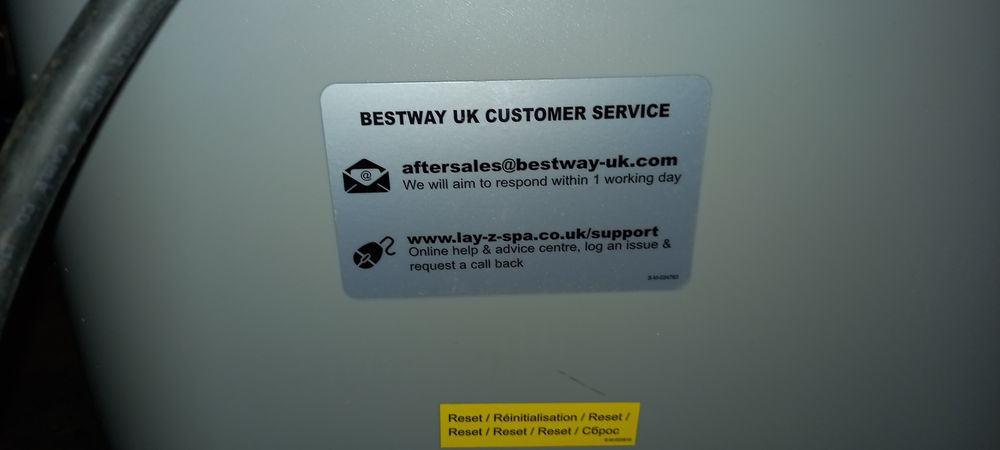 BESTWAY UK CUSTOMER SERVICE
@
aftersales@bestway-uk.com
We will aim to respond within 1 working day
www.lay-z-spa.co.uk/support
Online help & advice centre, log an issue &
request a call back
Reset / Réinitialisation / Reset /
Reset / Reset / Reset / Сброс